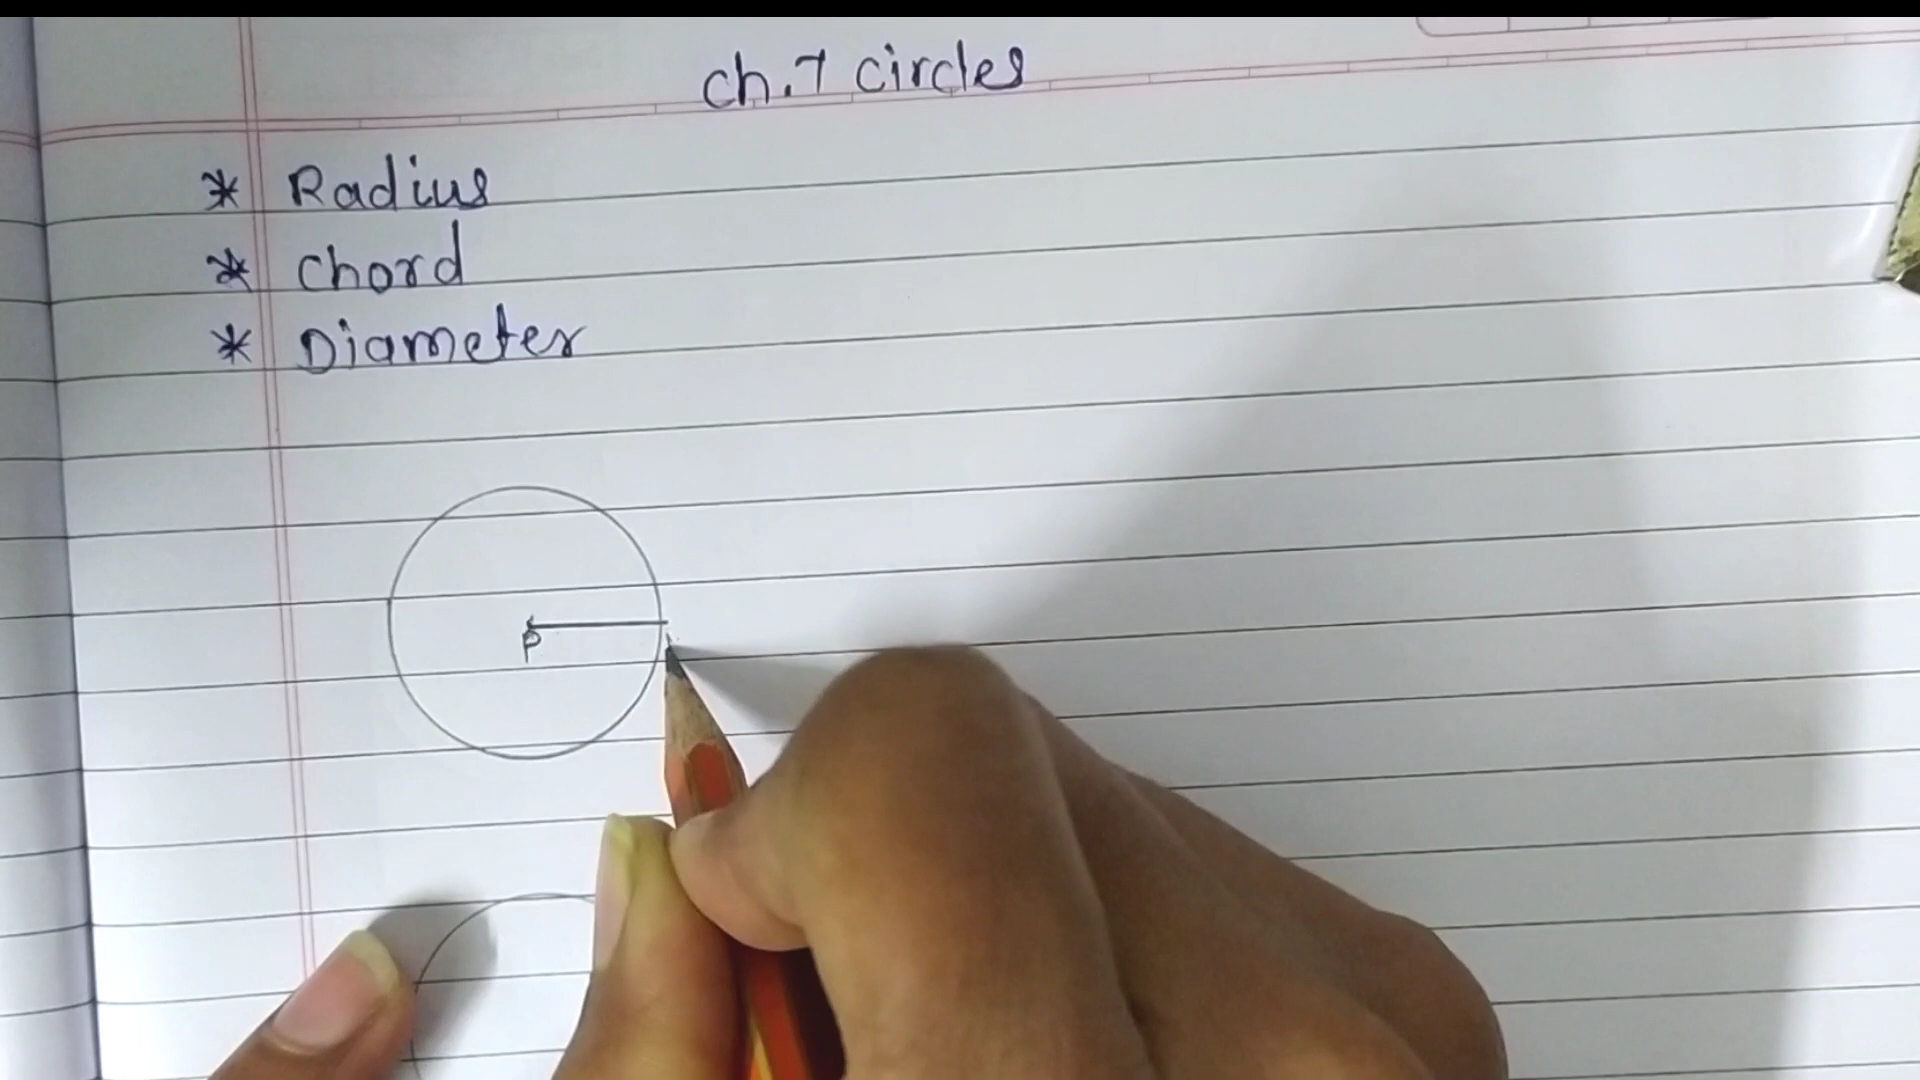 ch.7 circles
* Radius
* chord
* Diameter
P